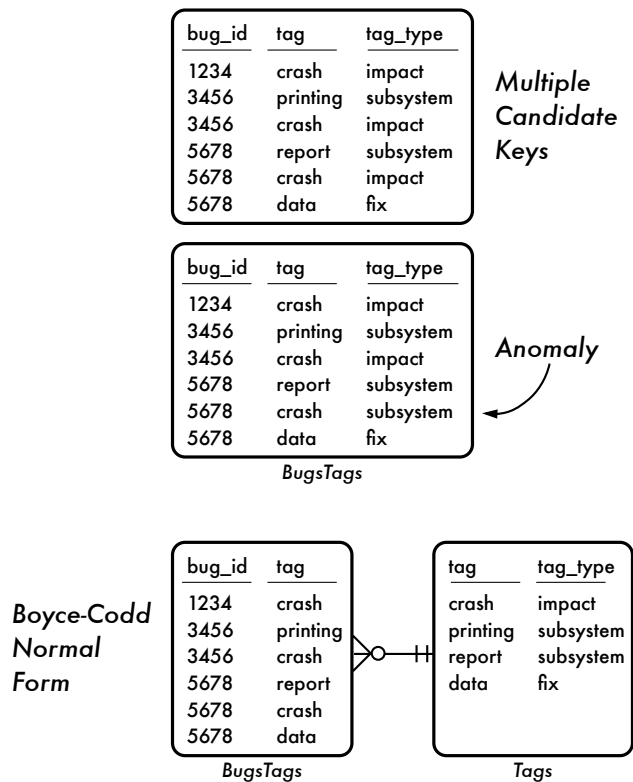 bug_id tag tag_type
1234 crash impact
3456 printing subsystem
3456 crash impact
5678 report subsystem
5678 crash impact
5678 data fix
Multiple
Candidate
Keys
bug_id tag tag_type
1234 crash impact
3456 printing subsystem
3456 crash impact
5678 report subsystem
5678 crash subsystem
5678 data fix
Anomaly
BugsTags
Boyce-Codd
Normal
Form
bug_id tag
1234 crash
3456 printing
3456 crash
5678 report
5678 crash
5678 data
BugsTags
tag tag_type
crash impact
printing subsystem
report subsystem
data fix
Tags